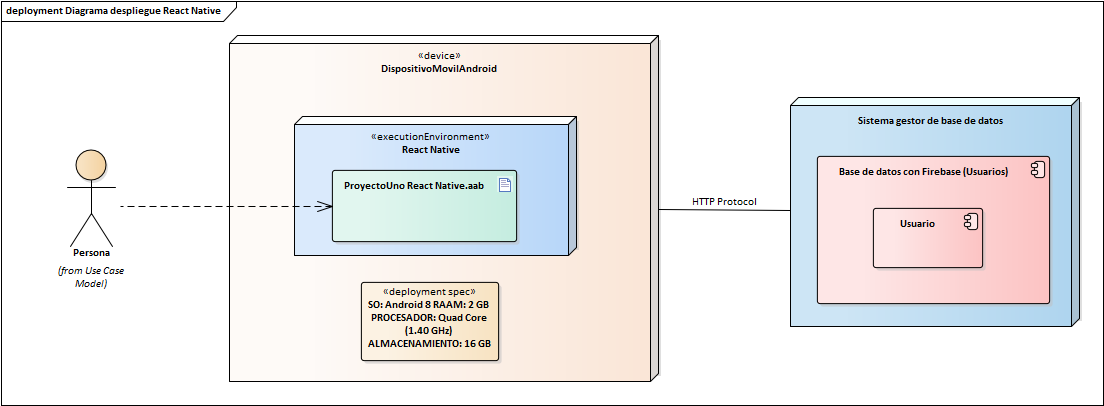 deployment Diagrama despliegue React Native
«device»
DispositivoMovilAndroid
«executionEnvironment»
React Native
ProyectoUno React Native.aab
Persona
(from Use Case
Model)
«deployment spec»
SO: Android 8 RAAM: 2 GB
PROCESADOR: Quad Core
(1.40 GHz)
ALMACENAMIENTO: 16 GB
HTTP Protocol
Sistema gestor de base de datos
Base de datos con Firebase (Usuarios)
Usuario